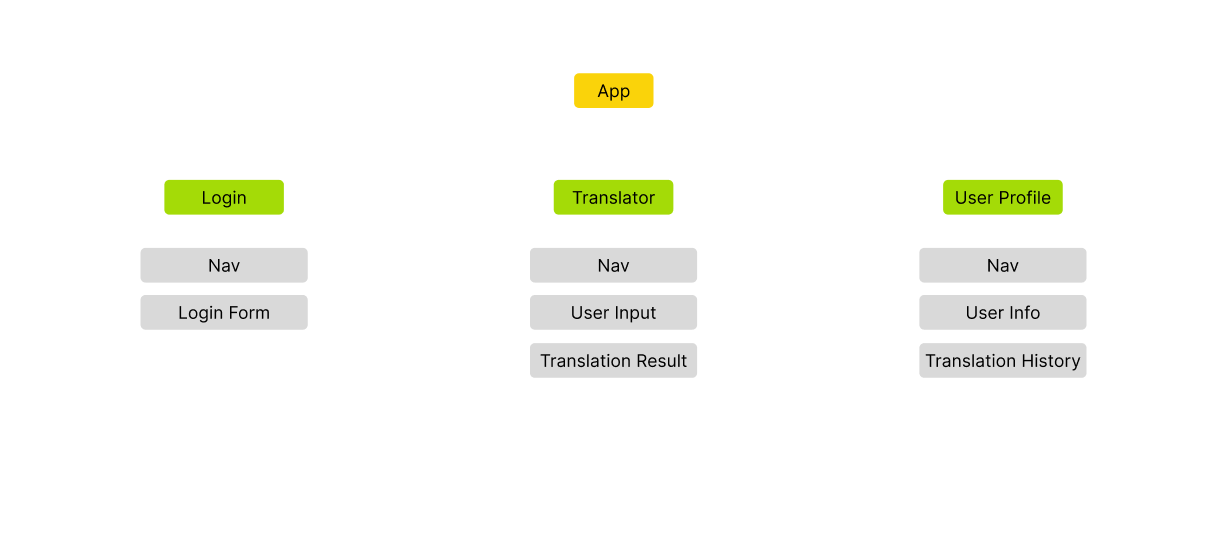 App
Login
Translator
User Profile
Nav
Nav
Nav
Login Form
User Input
User Info
Translation Result
Translation History